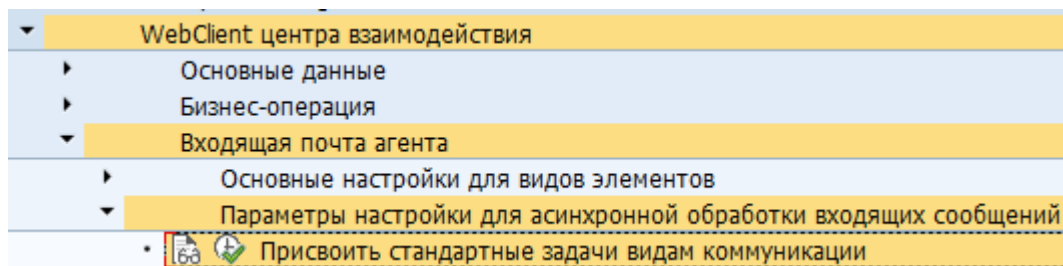 WebClient центра взаимодействия
Основные данные
Бизнес-операция
Входящая почта агента
Основные настройки для видов элементов
Параметры настройки для асинхронной обработки входящих сообщений
Присвоить стандартные задачи видам коммуникации